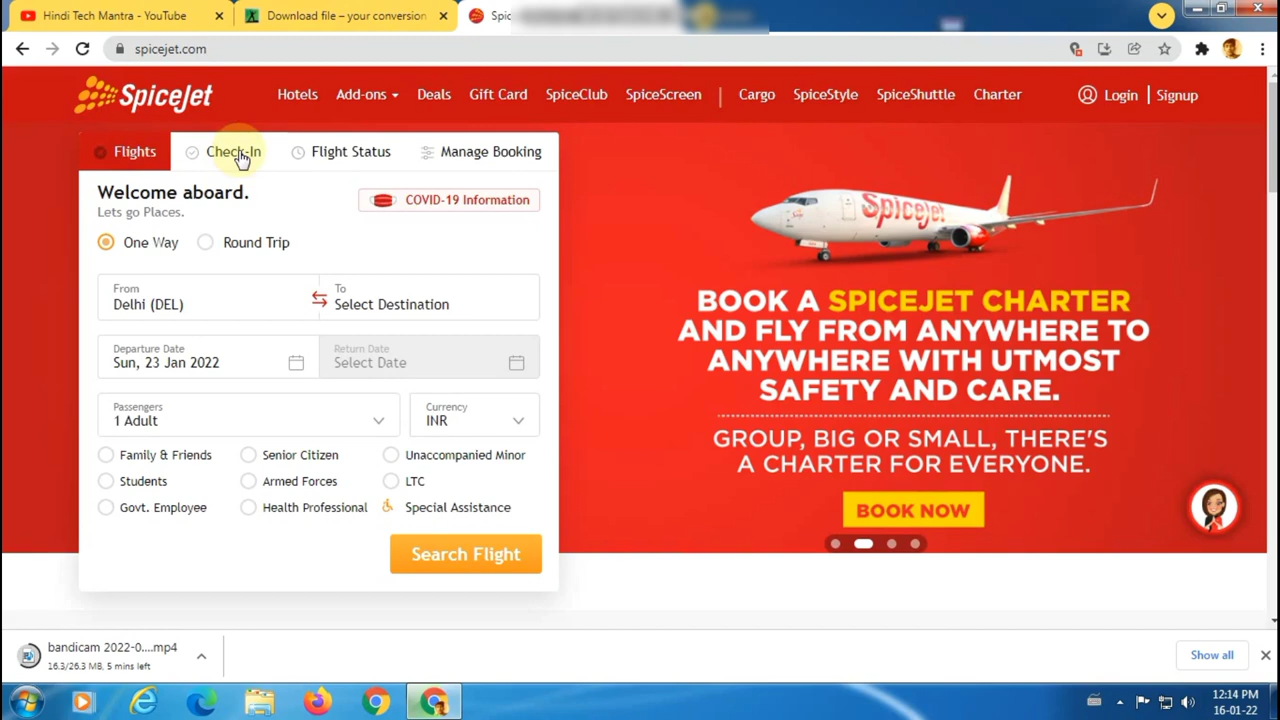 Hindi Tech Mantra - YouTube
Download file – your conversion
spicejet.com
SpiceJet
Hotels
Add-ons
Deals
Gift Card
SpiceClub
SpiceScreen
Cargo
SpiceStyle
SpiceShuttle
Charter
Login
Signup
Flights
Check-In
Flight Status
Manage Booking
Welcome aboard.
Lets go Places.
COVID-19 Information
One Way
Round Trip
From
Delhi (DEL)
To
Select Destination
Departure Date
Sun, 23 Jan 2022
Return Date
Select Date
Passengers
1 Adult
Currency
INR
Family & Friends
Senior Citizen
Unaccompanied Minor
Students
Armed Forces
LTC
Govt. Employee
Health Professional
Special Assistance
Search Flight
SpiceJet
BOOK A SPICEJET CHARTER
AND FLY FROM ANYWHERE TO
ANYWHERE WITH UTMOST
SAFETY AND CARE.
GROUP, BIG OR SMALL, THERE'S
A CHARTER FOR EVERYONE.
BOOK NOW
bandicam 2022-0....mp4
16.3/26.3 MB, 5 mins left
Show all
12:14 PM
16-01-22